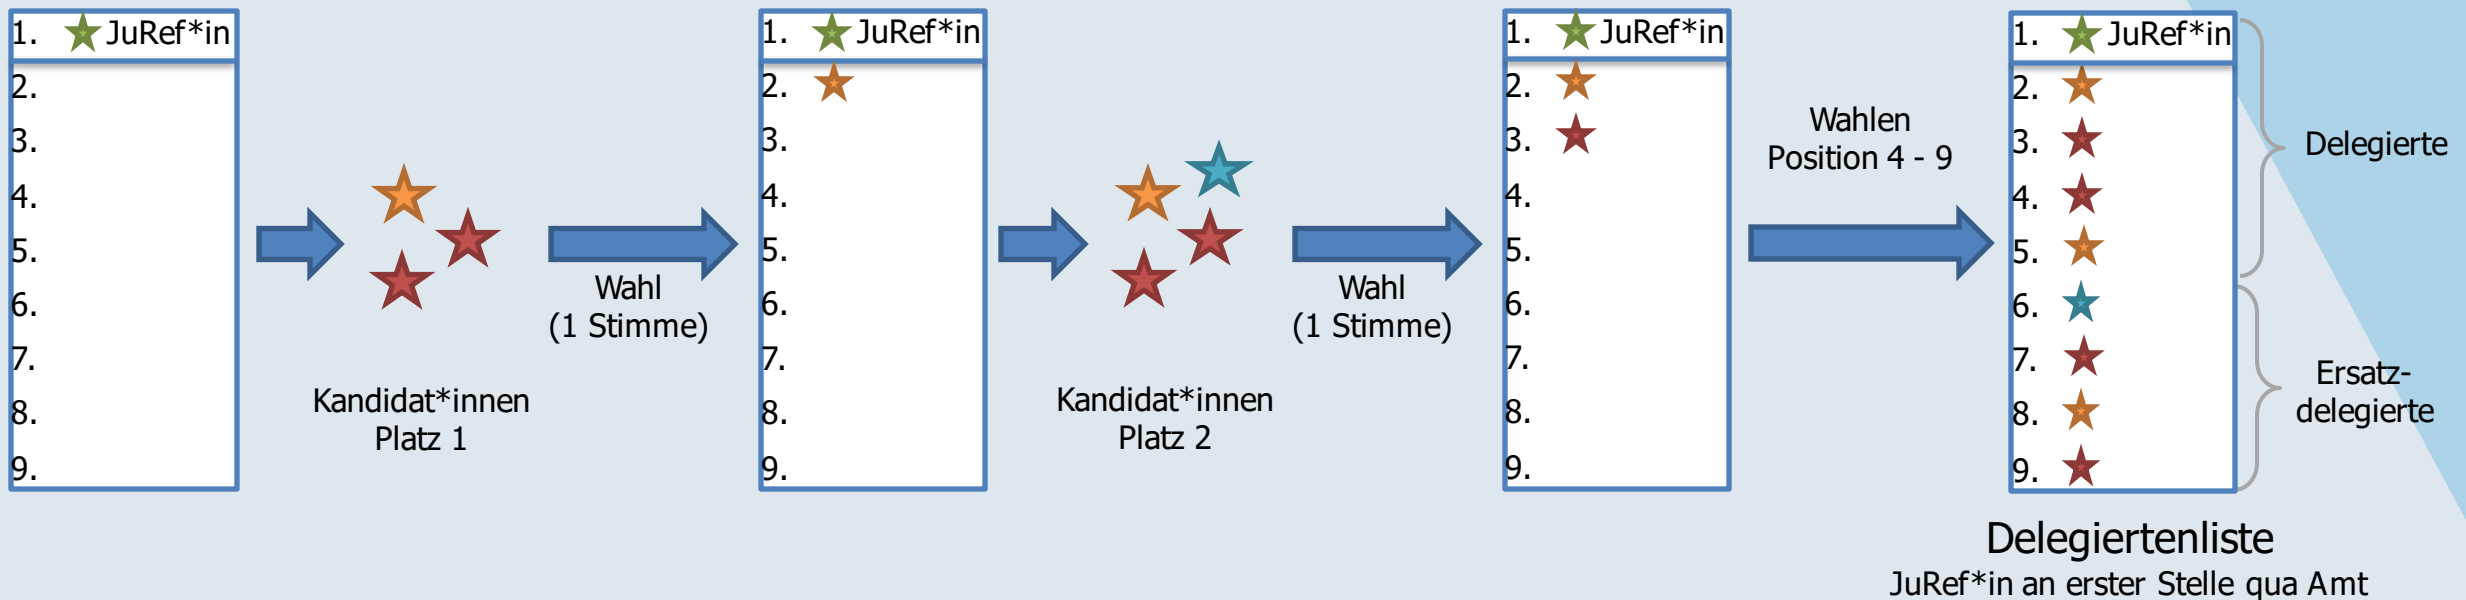 1. JuRef*in
2.
3.
4.
5.
6.
7.
8.
9.
Kandidat*innen
Platz 1
Wahl
(1 Stimme)
1. JuRef*in
2.
3.
4.
5.
6.
7.
8.
9.
Kandidat*innen
Platz 2
Wahl
(1 Stimme)
1. JuRef*in
2.
3.
4.
5.
6.
7.
8.
9.
Wahlen
Position 4 - 9
1. JuRef*in
2.
3.
4.
5.
6.
7.
8.
9.
Delegierte
Ersatz-
delegierte
Delegiertenliste
JuRef*in an erster Stelle qua Amt